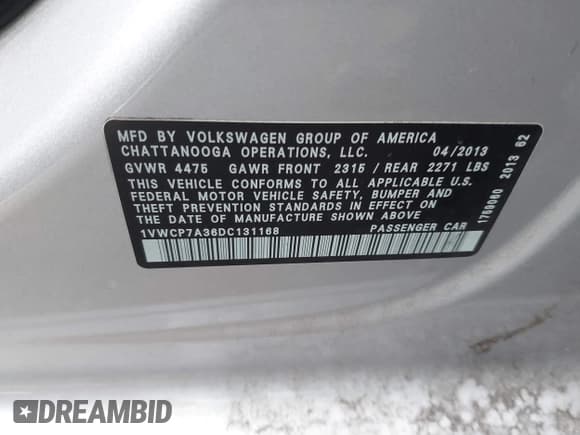 MFD BY VOLKSWAGEN GROUP OF AMERICA
CHATTANOOGA OPERATIONS, LLC. 04/2013
GVWR 4475 GAWR FRONT 2315 / REAR 2271 LBS
THIS VEHICLE CONFORMS TO ALL APPLICABLE U.S.
FEDERAL MOTOR VEHICLE SAFETY, BUMPER AND
THEFT PREVENTION STANDARDS IN EFFECT ON
THE DATE OF MANUFACTURE SHOWN ABOVE
1VWCP7A36DC131168 PASSENGER CAR
1750060 2013 62
DREAMBID